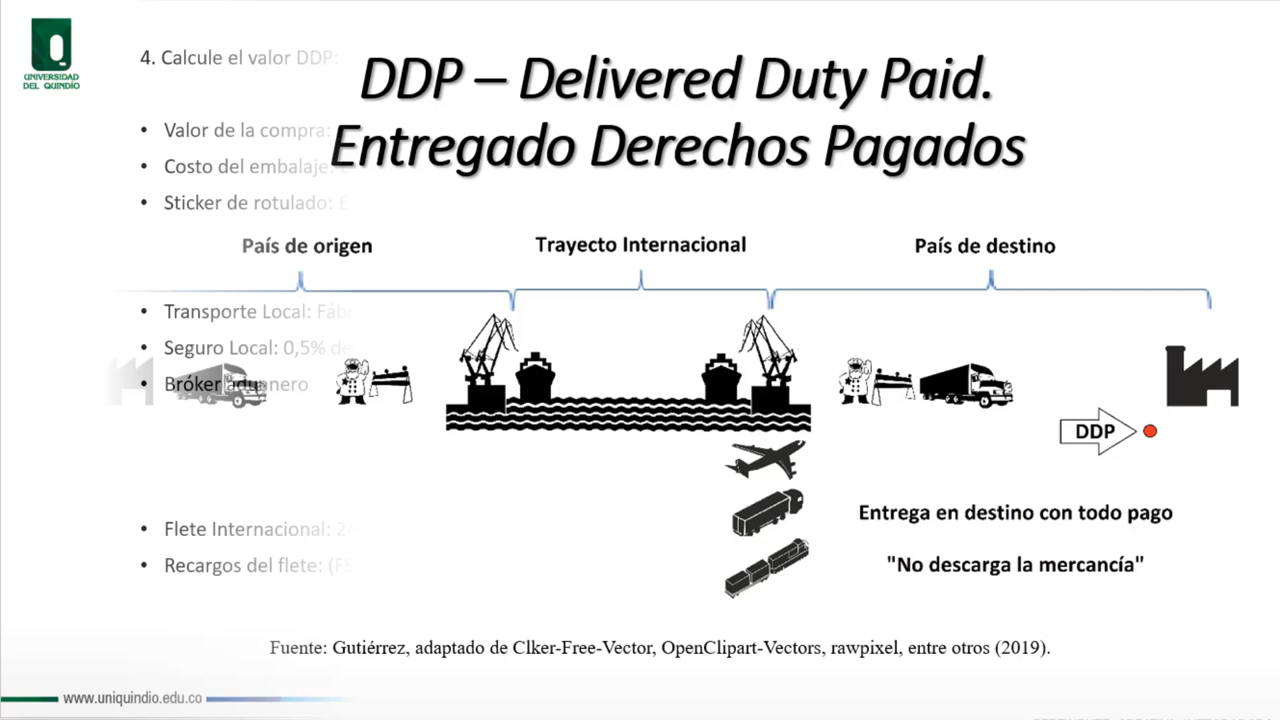 UNIVERSIDAD
DEL QUINDÍO
4. Calcule el valor DDP:
DDP – Delivered Duty Paid.
Entregado Derechos Pagados
• Valor de la compra:
• Costo del embalaje:
• Sticker de rotulado:
País de origen
Trayecto Internacional
País de destino
• Transporte Local:
• Seguro Local: 0,5%
• Bróker aduanero
DDP
• Flete Internacional:
• Recargos del flete:
Entrega en destino con todo pago
"No descarga la mercancía"
Fuente: Gutiérrez, adaptado de Clker-Free-Vector, OpenClipart-Vectors, rawpixel, entre otros (2019).
www.uniquindio.edu.co